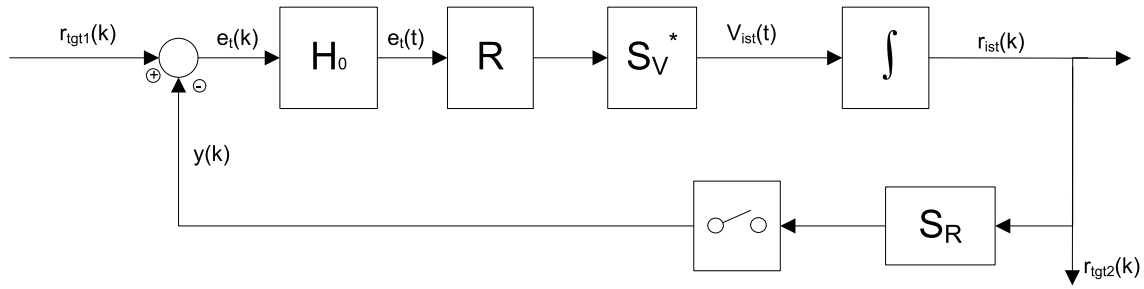 r_tgt1(k)
e_t(k)
H_0
e_t(t)
R
S_V*
V_ist(t)
∫
r_ist(k)
+
-
y(k)
S_R
r_tgt2(k)